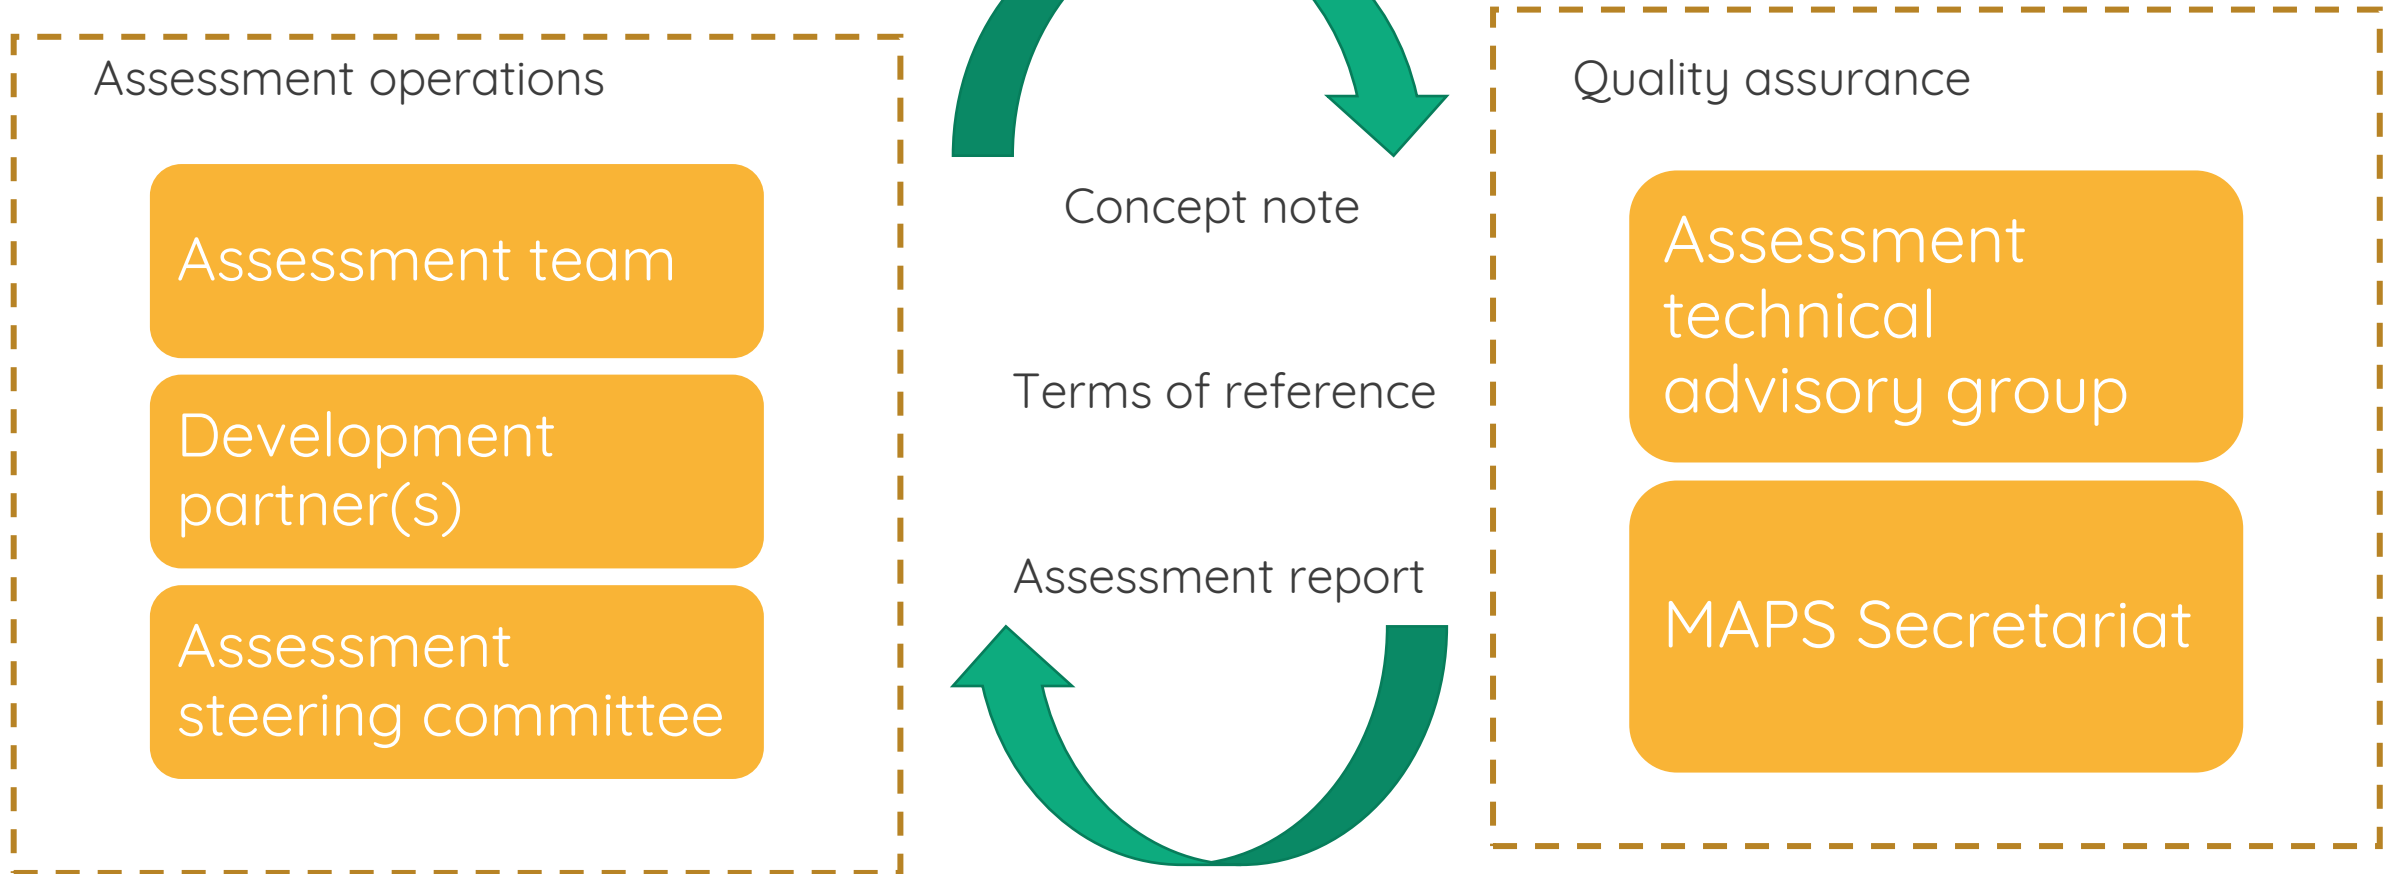 Assessment operations
Assessment team
Development
partner(s)
Assessment
steering committee
Concept note
Terms of reference
Assessment report
Quality assurance
Assessment
technical
advisory group
MAPS Secretariat